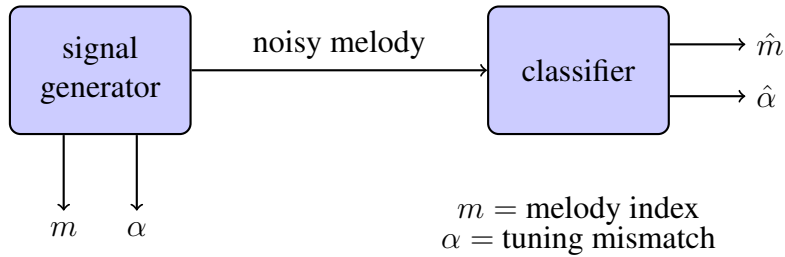 signal
generator
noisy melody
classifier
m̂
α̂
m
α
m = melody index
α = tuning mismatch